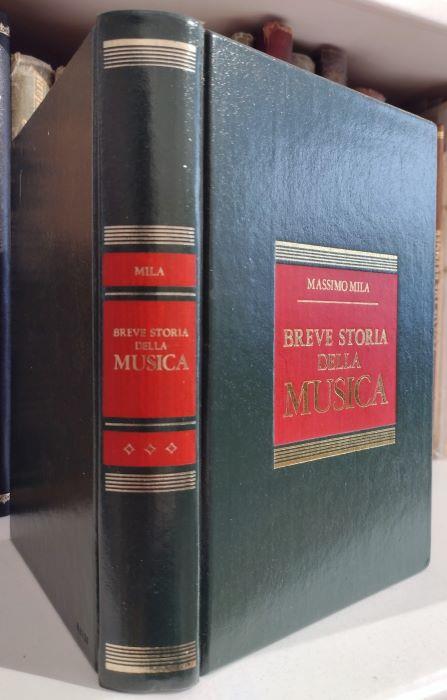 MILA
BREVE STORIA
DELLA
MUSICA
MASSIMO MILA
BREVE STORIA
DELLA
MUSICA